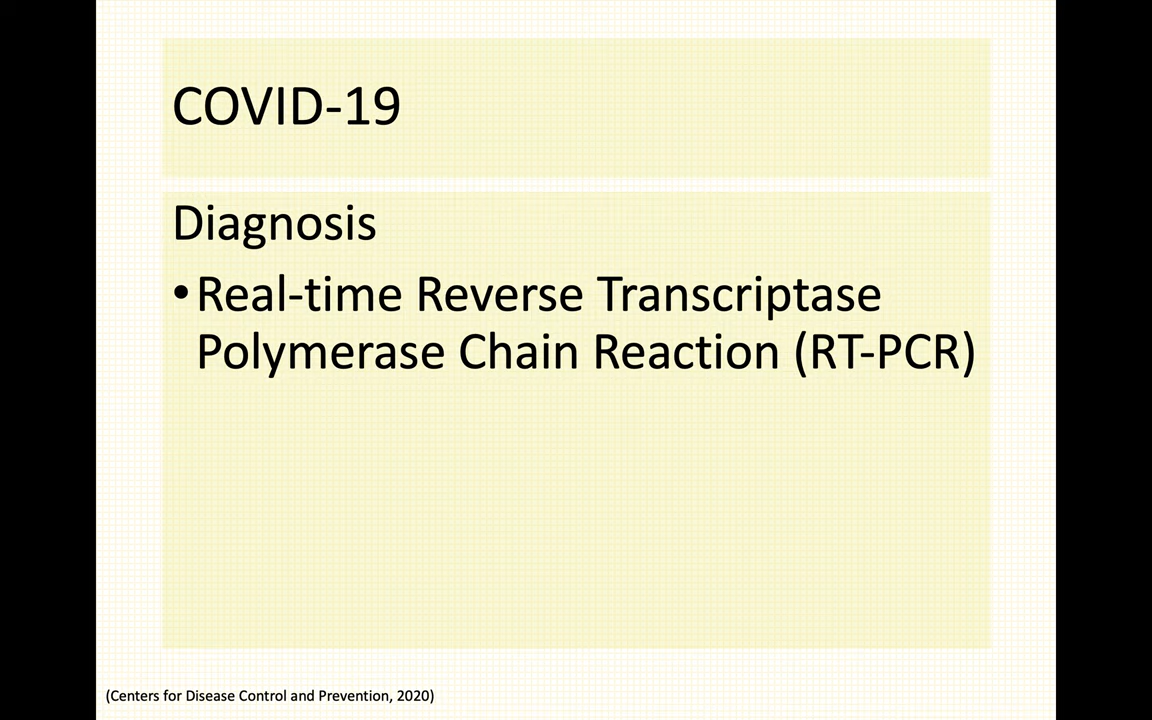 COVID-19
Diagnosis
•Real-time Reverse Transcriptase
Polymerase Chain Reaction (RT-PCR)
(Centers for Disease Control and Prevention, 2020)